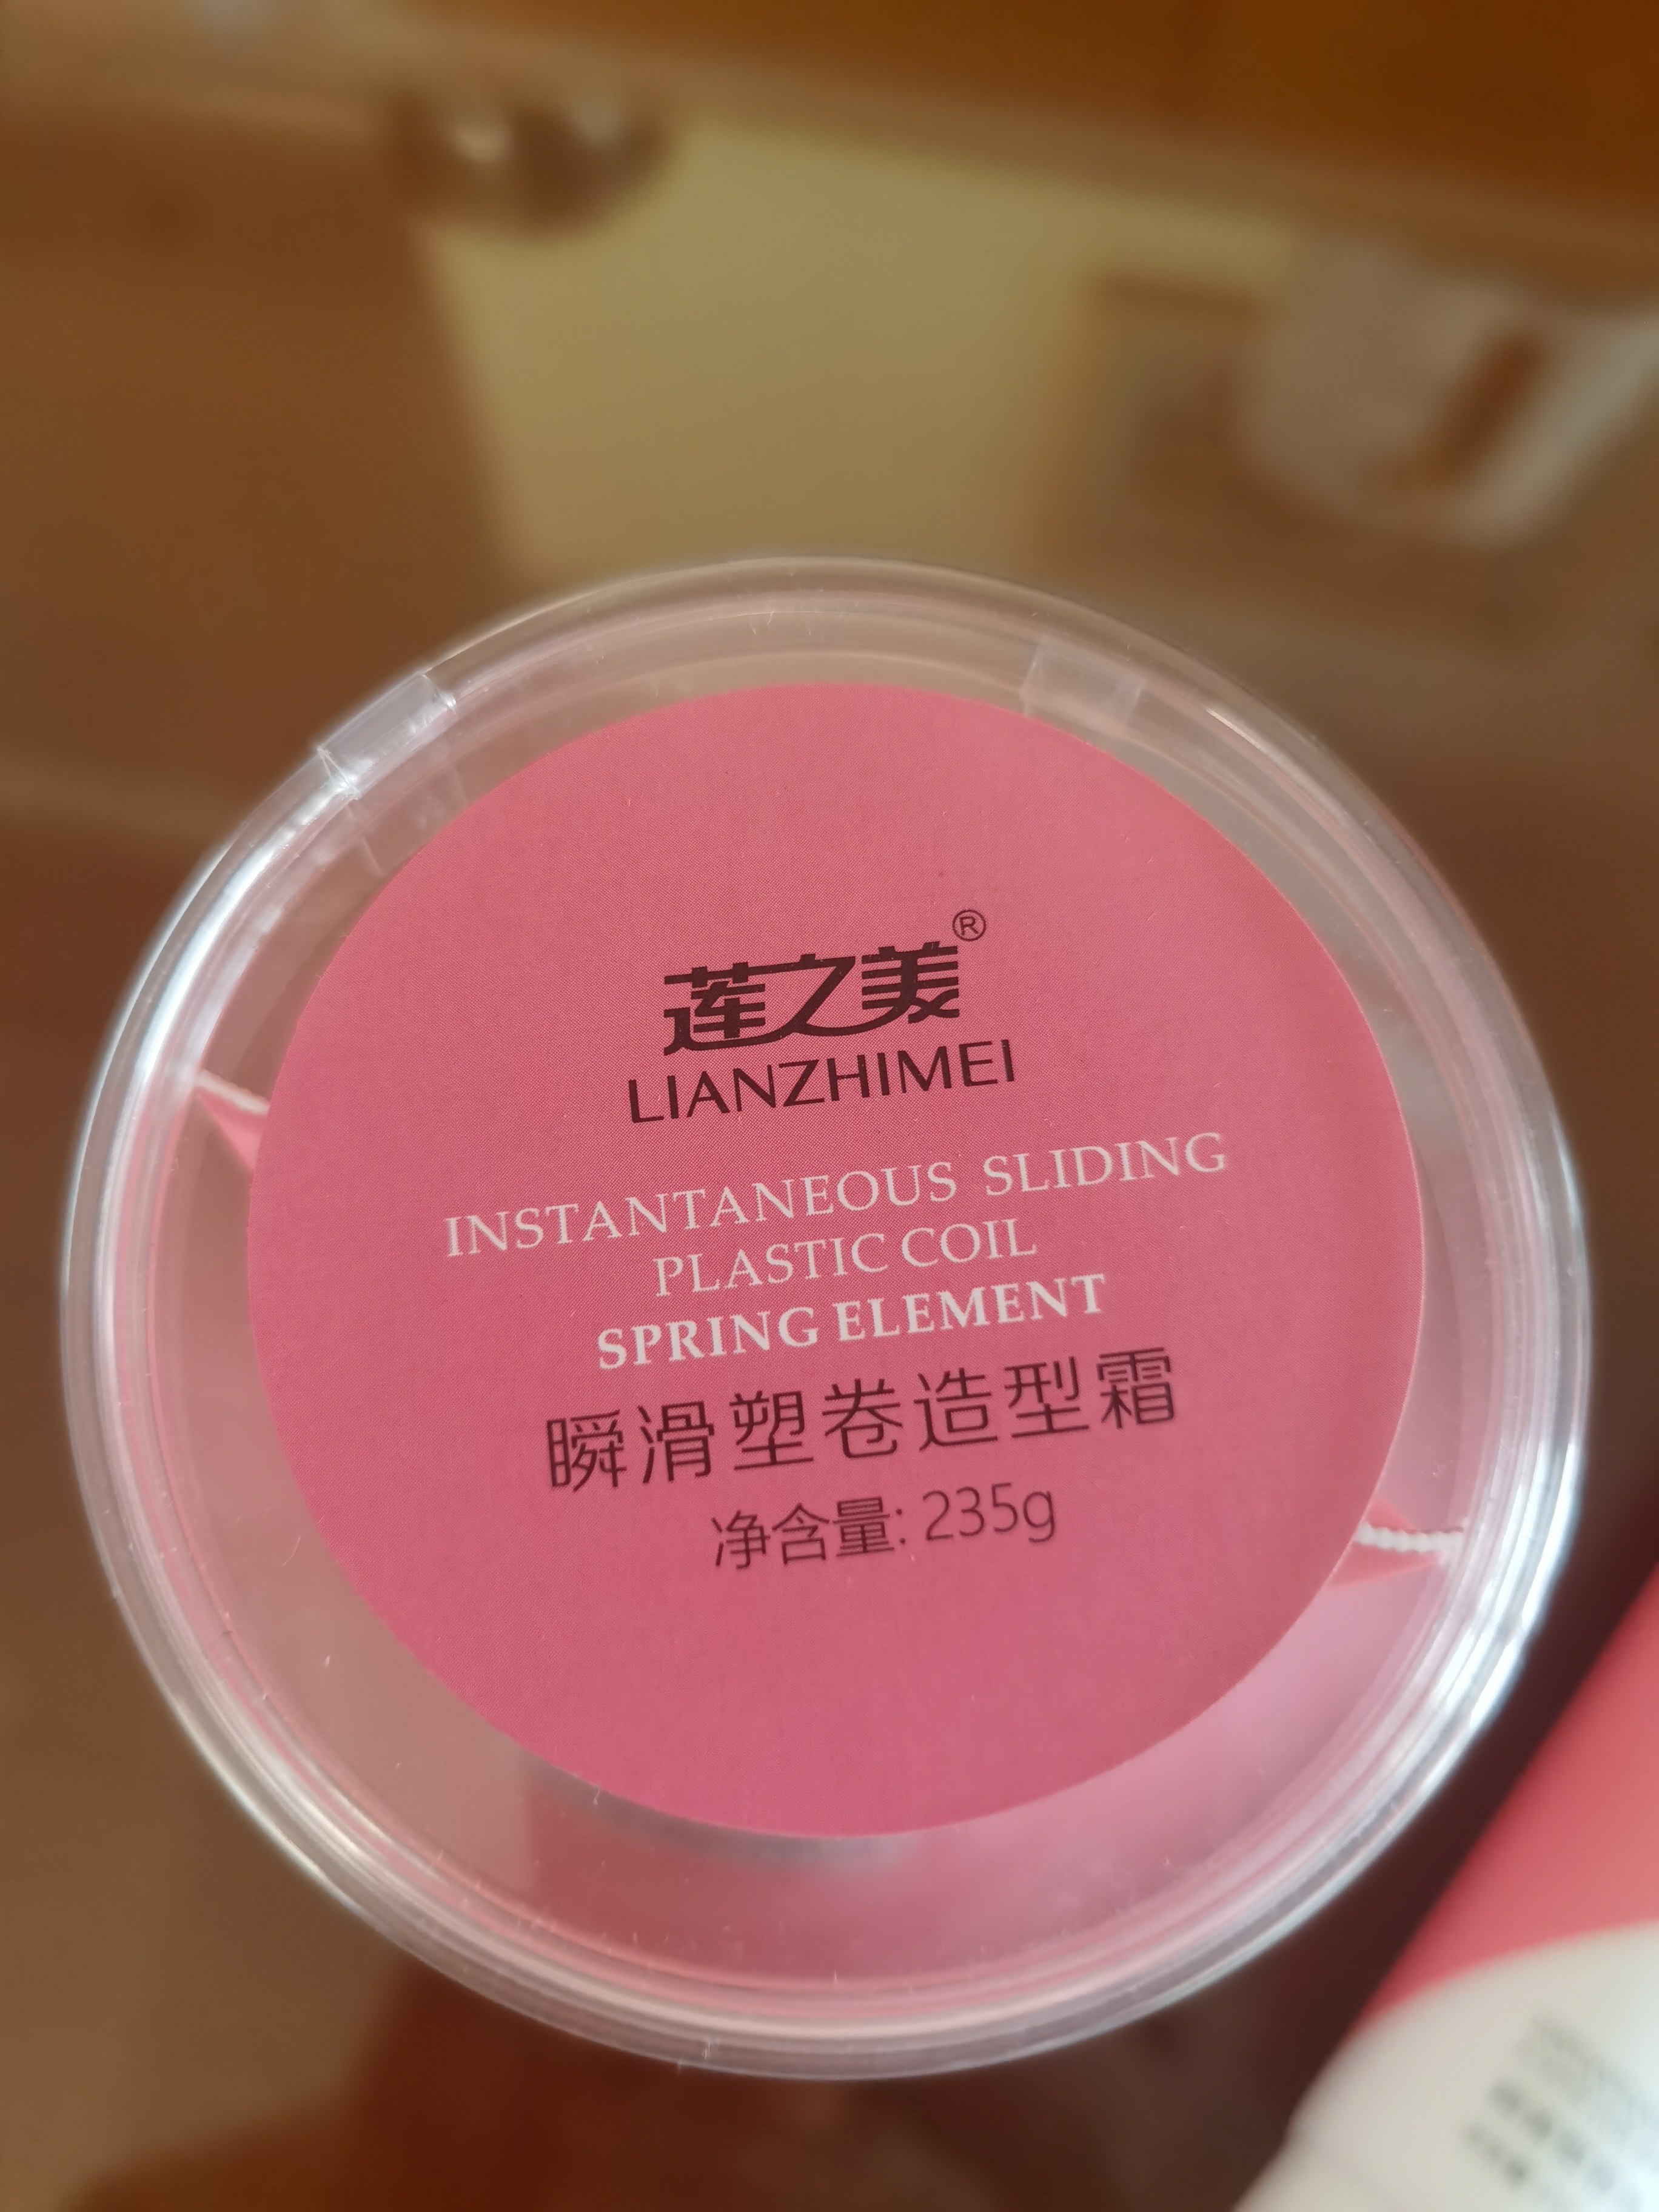 莲之美®
LIANZHIMEI
INSTANTANEOUS SLIDING
PLASTIC COIL
SPRING ELEMENT
瞬滑塑卷造型霜
净含量: 235g